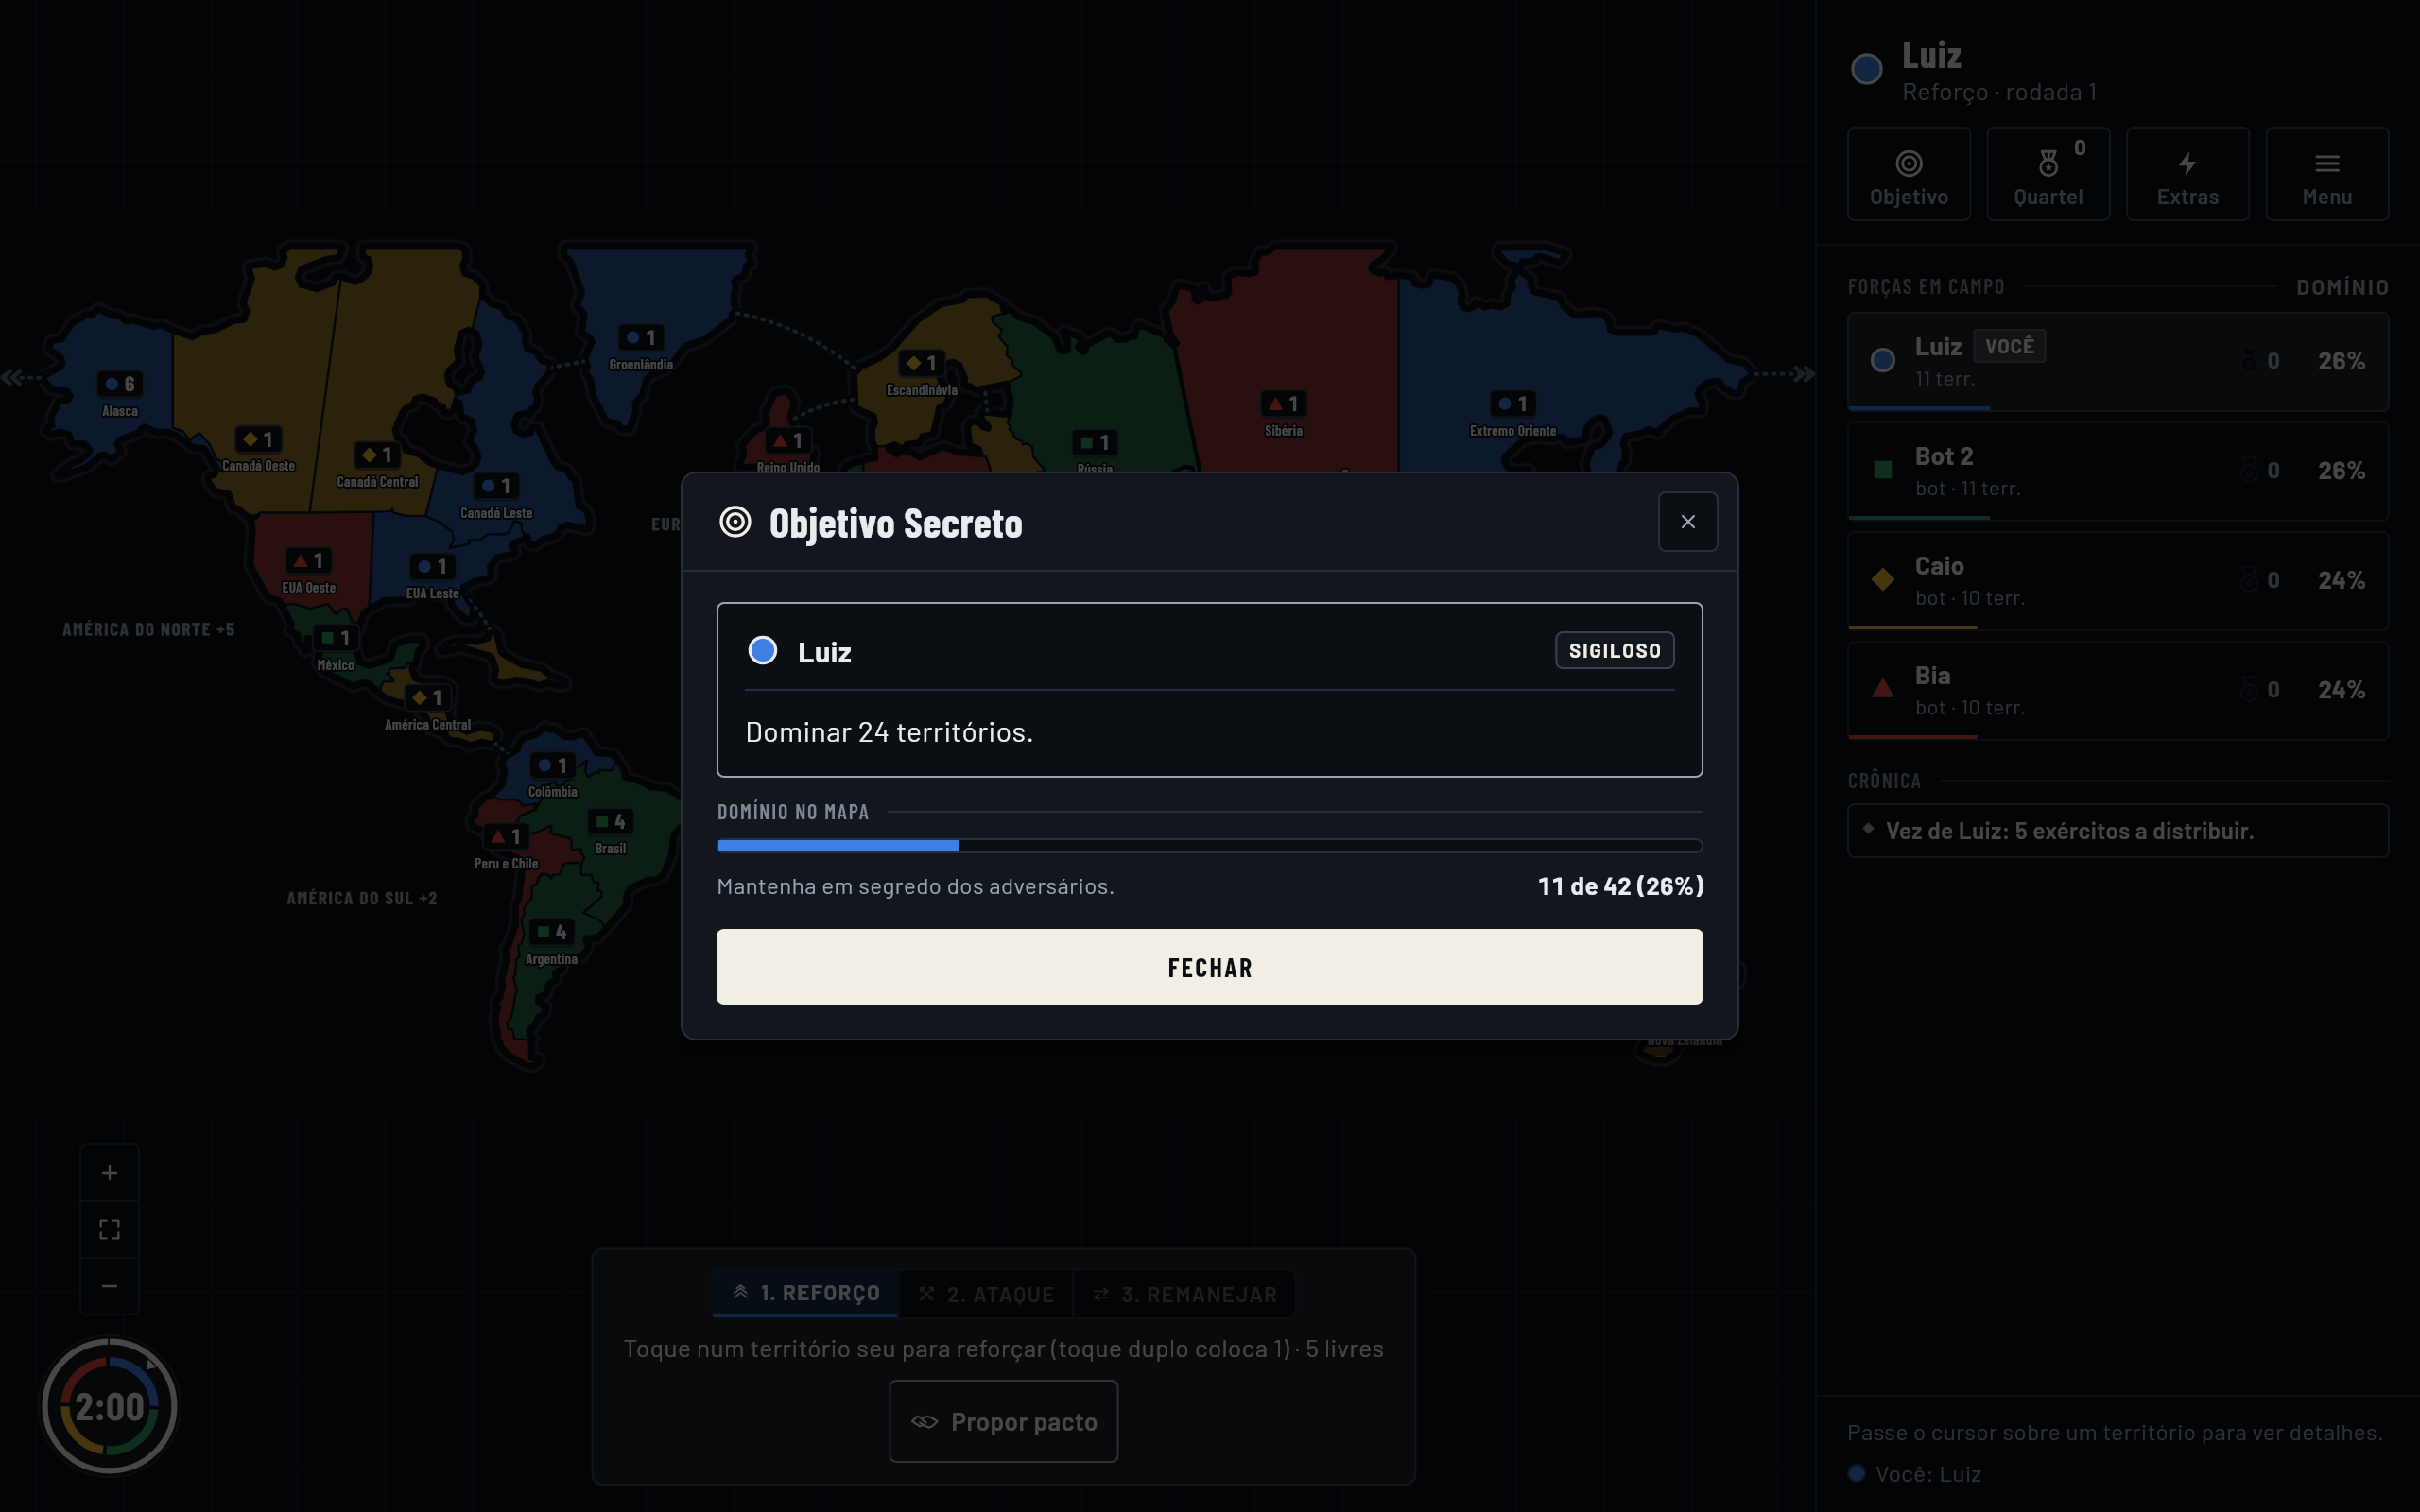 Luiz
Reforço · rodada 1
Objetivo
0
Quartel
Extras
Menu
FORÇAS EM CAMPO
DOMÍNIO
Luiz VOCÊ
11 terr.
0 26%
Bot 2
bot · 11 terr.
0 26%
Caio
bot · 10 terr.
0 24%
Bia
bot · 10 terr.
0 24%
CRÔNICA
Vez de Luiz: 5 exércitos a distribuir.
Passe o cursor sobre um território para ver detalhes.
Você: Luiz
1
Groenlândia
6
Alasca
1
Canadá Oeste
1
Canadá Central
1
Canadá Leste
1
EUA Oeste
1
EUA Leste
AMÉRICA DO NORTE +5
1
México
1
América Central
1
Colômbia
1
Peru e Chile
4
Brasil
AMÉRICA DO SUL +2
4
Argentina
1
Escandinávia
1
Reino Unido
1
Rússia
1
Sibéria
1
Extremo Oriente
EUR
Nova Zelândia
Objetivo Secreto
Luiz
SIGILOSO
Dominar 24 territórios.
DOMÍNIO NO MAPA
Mantenha em segredo dos adversários.
11 de 42 (26%)
FECHAR
1. REFORÇO
2. ATAQUE
3. REMANEJAR
Toque num território seu para reforçar (toque duplo coloca 1) · 5 livres
Propor pacto
2:00